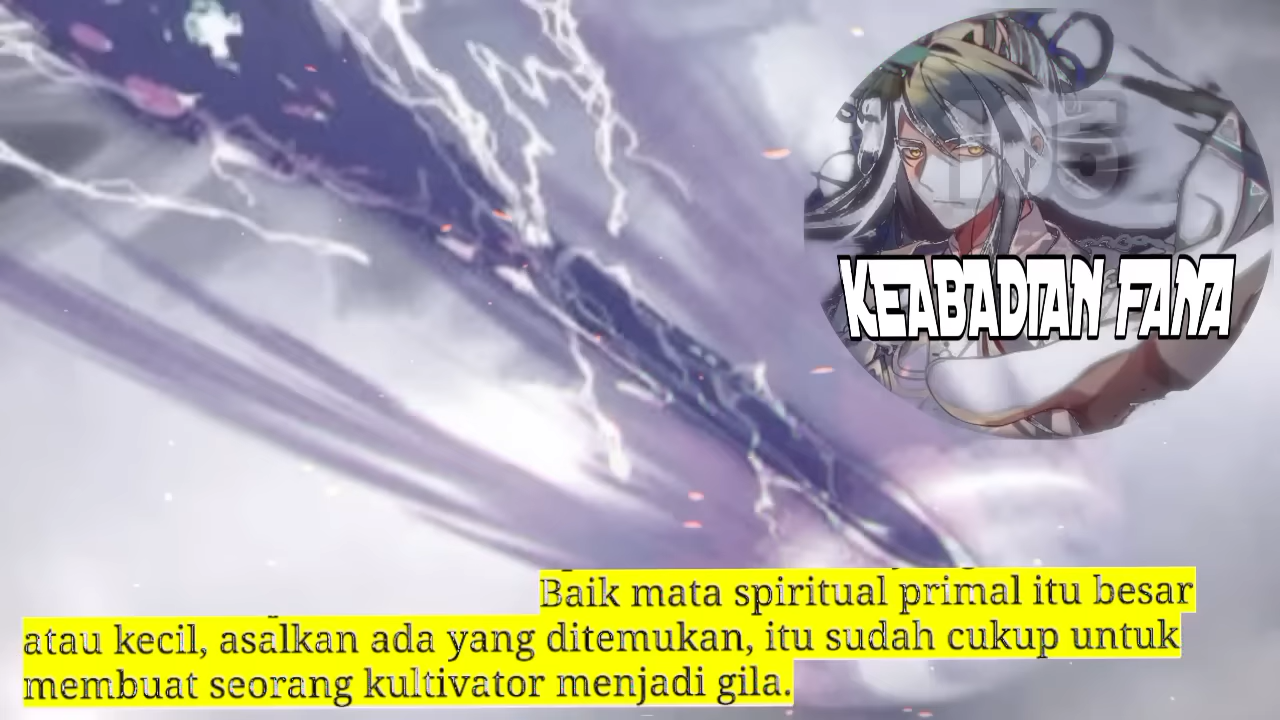 KEABADIAN FANA
Baik mata spiritual primal itu besar
atau kecil, asalkan ada yang ditemukan, itu sudah cukup untuk
membuat seorang kultivator menjadi gila.